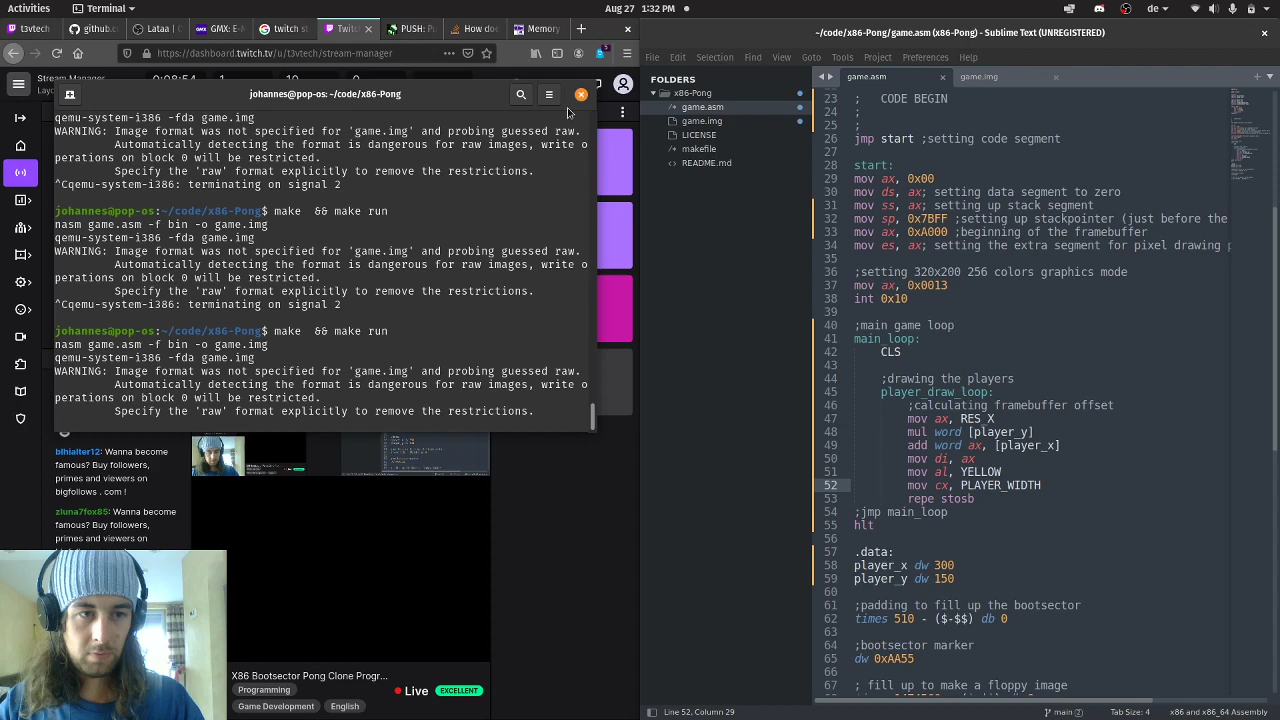 Activities
Terminal
Aug 27 1:32 PM
de
t3vtech
github.c
Lataa |
GMX: E-
twitch st
Twitc
PUSH: P
How doe
Memory
https://dashboard.twitch.tv/u/t3vtech/stream-manager
5
Stream Manager
Layo
johannes@pop-os: ~/code/x86-Pong
qemu-system-i386 -fda game.img
WARNING: Image format was not specified for 'game.img' and probing guessed raw.
Automatically detecting the format is dangerous for raw images, write o
perations on block 0 will be restricted.
Specify the 'raw' format explicitly to remove the restrictions.
^Cqemu-system-i386: terminating on signal 2
johannes@pop-os:~/code/x86-Pong$ make  && make run
nasm game.asm -f bin -o game.img
qemu-system-i386 -fda game.img
WARNING: Image format was not specified for 'game.img' and probing guessed raw.
Automatically detecting the format is dangerous for raw images, write o
perations on block 0 will be restricted.
Specify the 'raw' format explicitly to remove the restrictions.
^Cqemu-system-i386: terminating on signal 2
johannes@pop-os:~/code/x86-Pong$ make  && make run
nasm game.asm -f bin -o game.img
qemu-system-i386 -fda game.img
WARNING: Image format was not specified for 'game.img' and probing guessed raw.
Automatically detecting the format is dangerous for raw images, write o
perations on block 0 will be restricted.
Specify the 'raw' format explicitly to remove the restrictions.
blhialter12: Wanna become
famous? Buy followers,
primes and viewers on
bigfollows . com !
zluna7fox85: Wanna become
famous? Buy followers,
primes and viewers on
X86 Bootsector Pong Clone Progr...
Programming
Game Development
English
Live
EXCELLENT
~/code/x86-Pong/game.asm (x86-Pong) - Sublime Text (UNREGISTERED)
File Edit Selection Find View Goto Tools Project Preferences Help
FOLDERS
x86-Pong
game.asm
game.img
LICENSE
makefile
README.md
game.asm
game.img
23 ;   CODE BEGIN
24 ;
25 ;
26 jmp start ;setting code segment
27
28 start:
29 mov ax, 0x00
30 mov ds, ax; setting data segment to zero
31 mov ss, ax; setting up stack segment
32 mov sp, 0x7BFF ;setting up stackpointer (just before the
33 mov ax, 0xA000 ;beginning of the framebuffer
34 mov es, ax; setting the extra segment for pixel drawing p
35
36 ;setting 320x200 256 colors graphics mode
37 mov ax, 0x0013
38 int 0x10
39
40 ;main game loop
41 main_loop:
42 CLS
43
44 ;drawing the players
45 player_draw_loop:
46 ;calculating framebuffer offset
47 mov ax, RES_X
48 mul word [player_y]
49 add word ax, [player_x]
50 mov di, ax
51 mov al, YELLOW
52 mov cx, PLAYER_WIDTH
53 repe stosb
54 ;jmp main_loop
55 hlt
56
57 .data:
58 player_x dw 300
59 player_y dw 150
60
61 ;padding to fill up the bootsector
62 times 510 - ($-$$) db 0
63
64 ;bootsector marker
65 dw 0xAA55
66
67 ; fill up to make a floppy image
Line 52, Column 29
main (2)
Tab Size: 4
x86 and x86_64 Assembly